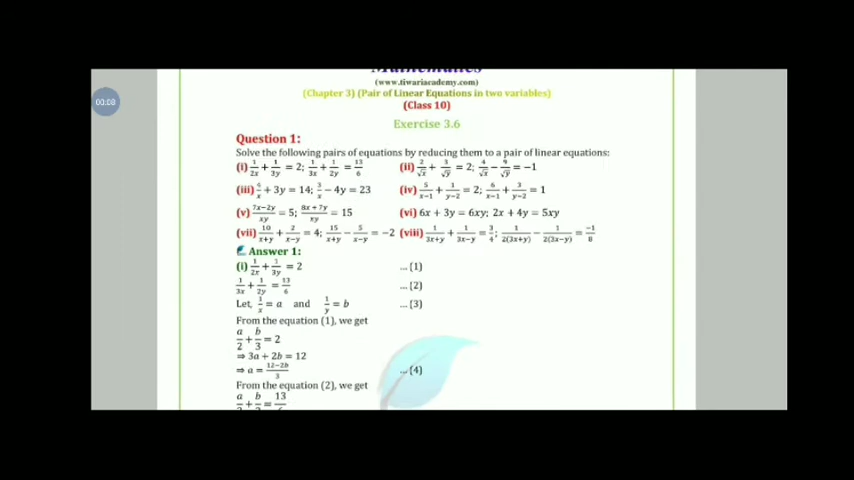 00:08
Mathematics
(www.tiwariacademy.com)
(Chapter 3) (Pair of Linear Equations in two variables)
(Class 10)
Exercise 3.6
Question 1:
Solve the following pairs of equations by reducing them to a pair of linear equations:
(i) 1/2x + 1/3y = 2; 1/3x + 1/2y = 13/6 (ii) 2/√x + 3/√y = 2; 4/√x − 9/√y = −1
(iii) 4/x + 3y = 14; 3/x − 4y = 23 (iv) 5/x−1 + 1/y−2 = 2; 6/x−1 + 3/y−2 = 1
(v) 7x−2y/xy = 5; 8x+7y/xy = 15 (vi) 6x + 3y = 6xy; 2x + 4y = 5xy
(vii) 10/x+y + 2/x−y = 4; 15/x+y − 5/x−y = −2 (viii) 1/3x+y + 1/3x−y = 3/4; 1/2(3x+y) − 1/2(3x−y) = −1/8
Answer 1:
(i) 1/2x + 1/3y = 2 ... (1)
1/3x + 1/2y = 13/6 ... (2)
Let, 1/x = a and 1/y = b ... (3)
From the equation (1), we get
a/2 + b/3 = 2
⇒ 3a + 2b = 12
⇒ a = 12−2b/3 ... (4)
From the equation (2), we get
a/3 + b/2 = 13/6